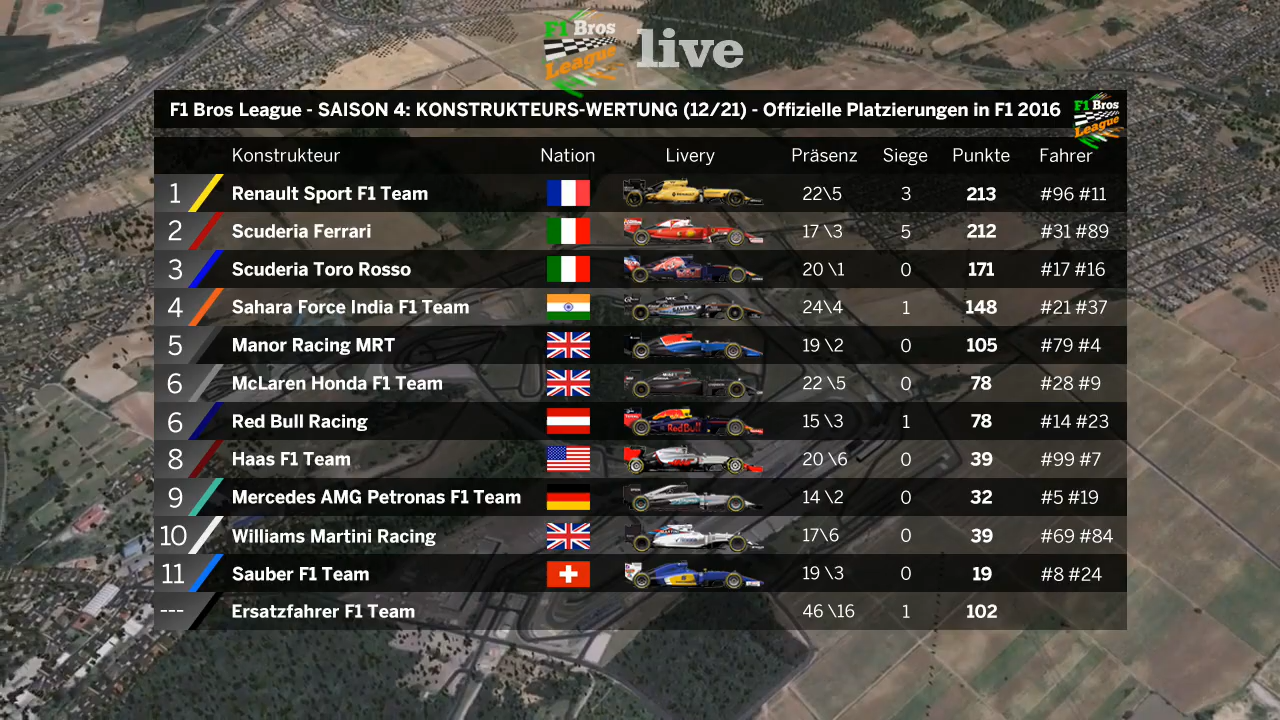 F1 Bros League live
F1 Bros League - SAISON 4: KONSTRUKTEURS-WERTUNG (12/21) - Offizielle Platzierungen in F1 2016 F1 Bros League
Konstrukteur Nation Livery Präsenz Siege Punkte Fahrer
1 Renault Sport F1 Team 22\5 3 213 #96 #11
2 Scuderia Ferrari 17 \3 5 212 #31 #89
3 Scuderia Toro Rosso 20 \1 0 171 #17 #16
4 Sahara Force India F1 Team 24\4 1 148 #21 #37
5 Manor Racing MRT 19 \2 0 105 #79 #4
6 McLaren Honda F1 Team 22 \5 0 78 #28 #9
6 Red Bull Racing Red Bull 15 \3 1 78 #14 #23
8 Haas F1 Team 20 \6 0 39 #99 #7
9 Mercedes AMG Petronas F1 Team 14 \2 0 32 #5 #19
10 Williams Martini Racing 17\6 0 39 #69 #84
11 Sauber F1 Team 19 \3 0 19 #8 #24
--- Ersatzfahrer F1 Team 46 \16 1 102